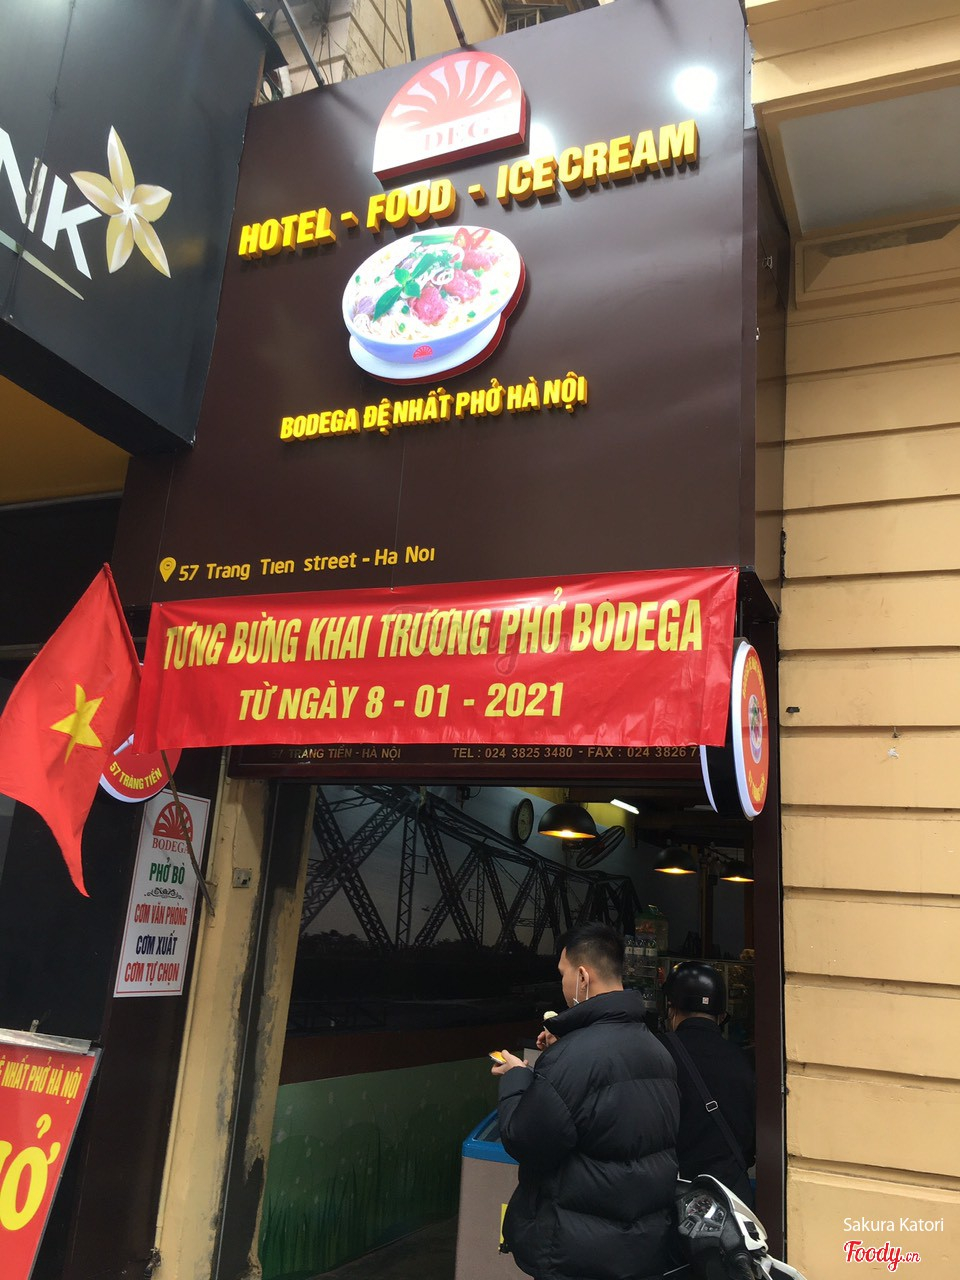 NK
DEG
HOTEL - FOOD - ICE CREAM
BODEGA ĐỆ NHẤT PHỞ HÀ NỘI
57 Trang Tien street - Ha Noi
TƯNG BỪNG KHAI TRƯƠNG PHỞ BODEGA
TỪ NGÀY 8 - 01 - 2021
57 TRÀNG TIỀN - HÀ NỘI TEL : 024 3825 3480 - FAX : 024 3826 7
57 TRÀNG TIỀN
BODEGA
PHỞ BÒ
CƠM VĂN PHÒNG
CƠM XUẤT
CƠM TỰ CHỌN
NHẤT PHỞ HÀ NỘI
Ở
Sakura Katori
Foody.vn